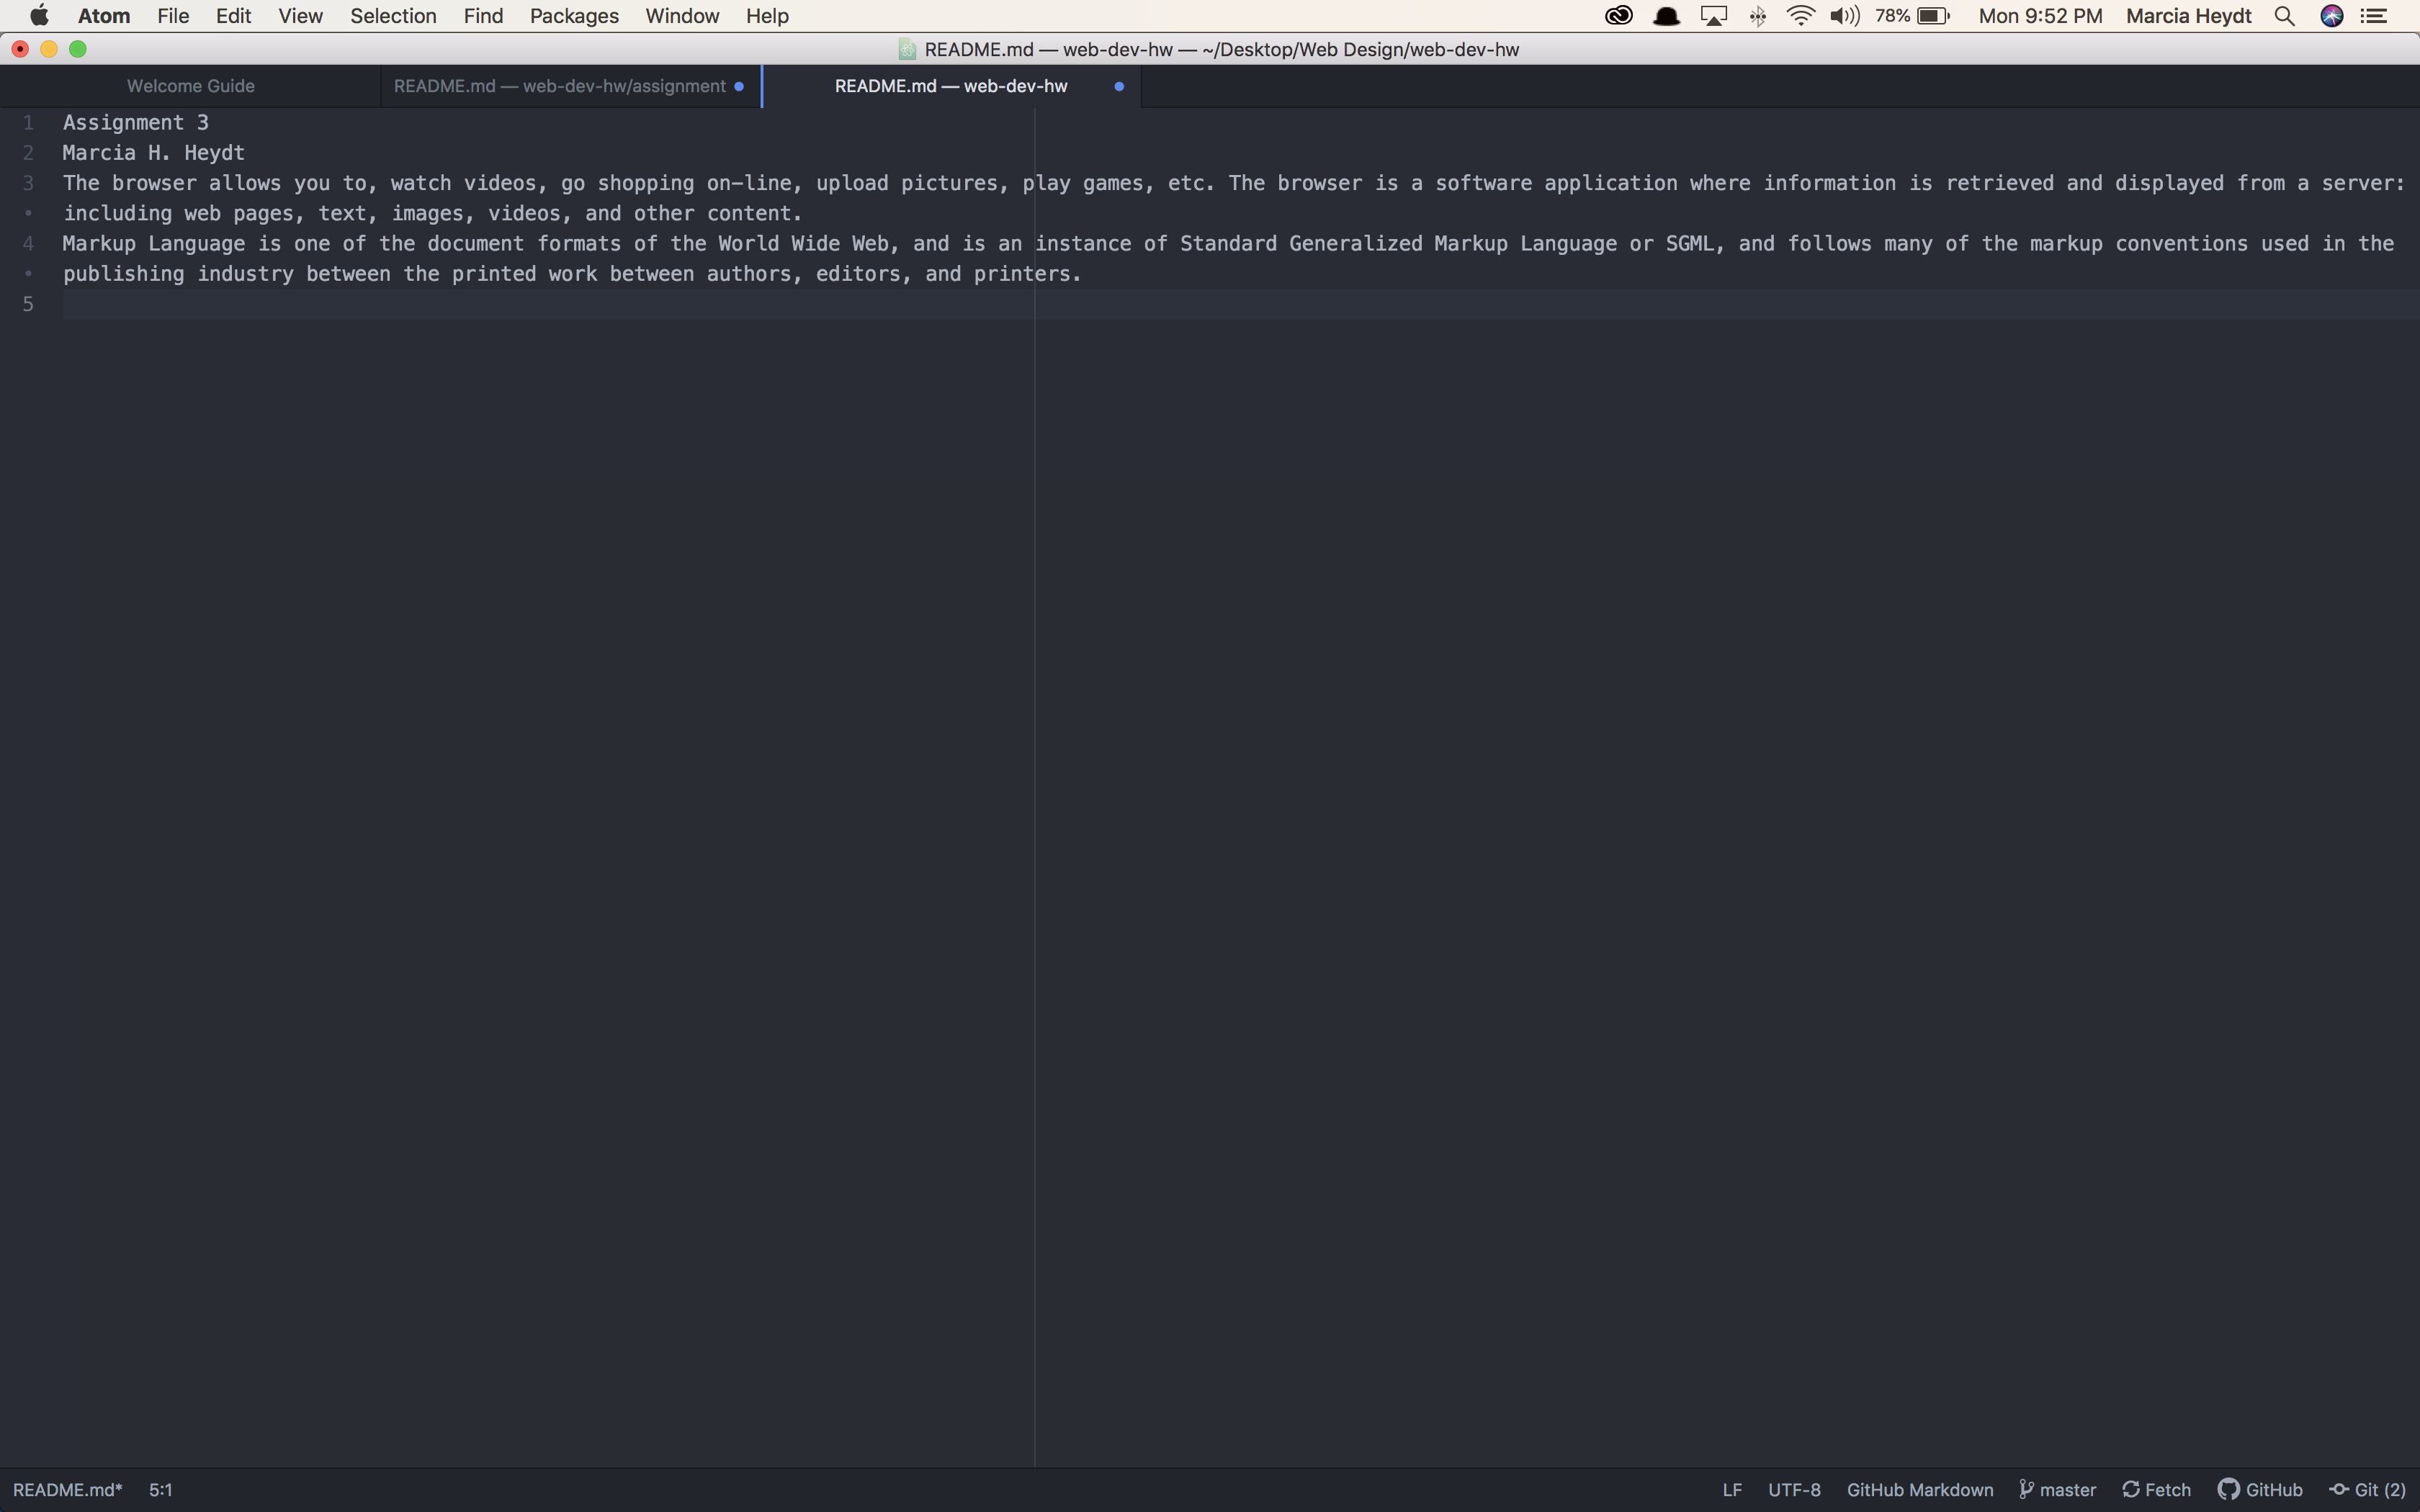 Atom File Edit View Selection Find Packages Window Help 78% Mon 9:52 PM Marcia Heydt
README.md — web-dev-hw — ~/Desktop/Web Design/web-dev-hw
Welcome Guide README.md — web-dev-hw/assignment README.md — web-dev-hw
1 Assignment 3
2 Marcia H. Heydt
3 The browser allows you to, watch videos, go shopping on-line, upload pictures, play games, etc. The browser is a software application where information is retrieved and displayed from a server:
• including web pages, text, images, videos, and other content.
4 Markup Language is one of the document formats of the World Wide Web, and is an instance of Standard Generalized Markup Language or SGML, and follows many of the markup conventions used in the
• publishing industry between the printed work between authors, editors, and printers.
5
README.md* 5:1 LF UTF-8 GitHub Markdown master Fetch GitHub Git (2)